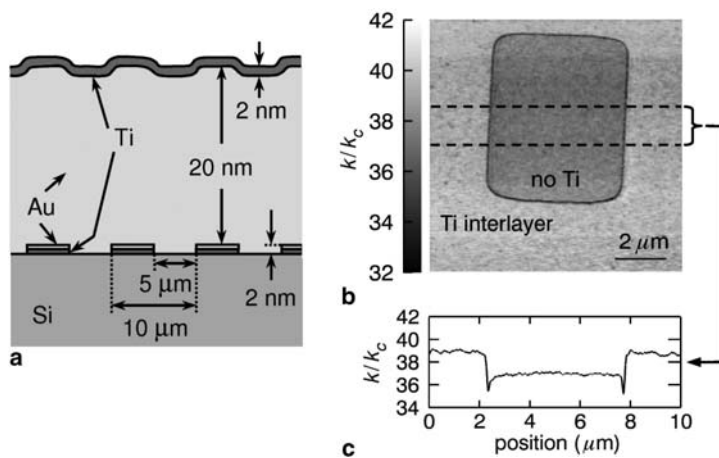 2 nm
Ti
20 nm
Au
5 μm
2 nm
Si
10 μm
a
42
40
38
36
34
32
k/kc
no Ti
Ti interlayer
2 μm
b
42
40
38
36
34
k/kc
0 2 4 6 8 10
position (μm)
c